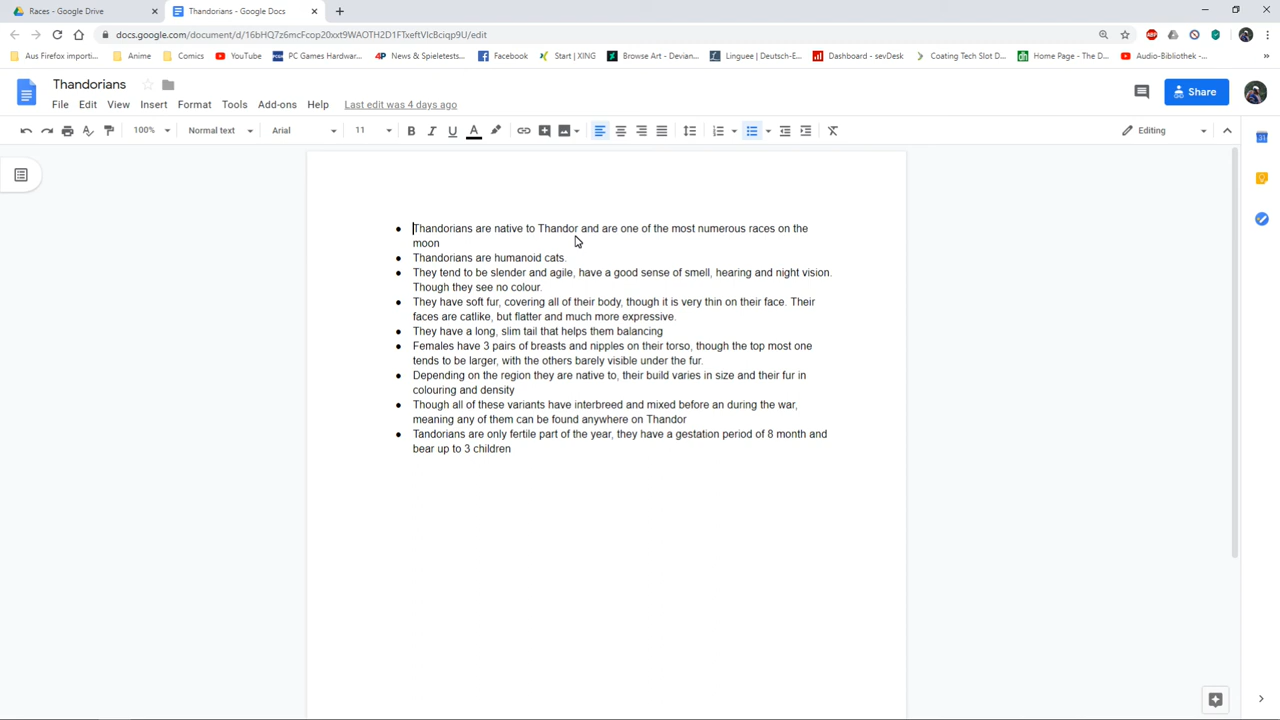 Races - Google Drive
Thandorians - Google Docs
docs.google.com/document/d/16bHQ7z6mcFcop20xxt9WAOTH2D1FTxeftVlcBciqp9U/edit
Aus Firefox importier...
Anime
Comics
YouTube
PC Games Hardwar...
News & Spieletests...
Facebook
Start | XING
Browse Art - Devian...
Linguee | Deutsch-E...
Dashboard - sevDesk
Coating Tech Slot D...
Home Page - The D...
Audio-Bibliothek -...
Thandorians
File Edit View Insert Format Tools Add-ons Help Last edit was 4 days ago
Share
100% Normal text Arial 11 B I U A Editing
• Thandorians are native to Thandor and are one of the most numerous races on the
moon
• Thandorians are humanoid cats.
• They tend to be slender and agile, have a good sense of smell, hearing and night vision.
Though they see no colour.
• They have soft fur, covering all of their body, though it is very thin on their face. Their
faces are catlike, but flatter and much more expressive.
• They have a long, slim tail that helps them balancing
• Females have 3 pairs of breasts and nipples on their torso, though the top most one
tends to be larger, with the others barely visible under the fur.
• Depending on the region they are native to, their build varies in size and their fur in
colouring and density
• Though all of these variants have interbreed and mixed before an during the war,
meaning any of them can be found anywhere on Thandor
• Tandorians are only fertile part of the year, they have a gestation period of 8 month and
bear up to 3 children